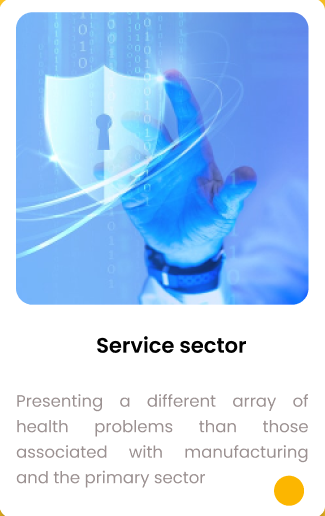 Service sector
Presenting a different array of
health problems than those
associated with manufacturing
and the primary sector